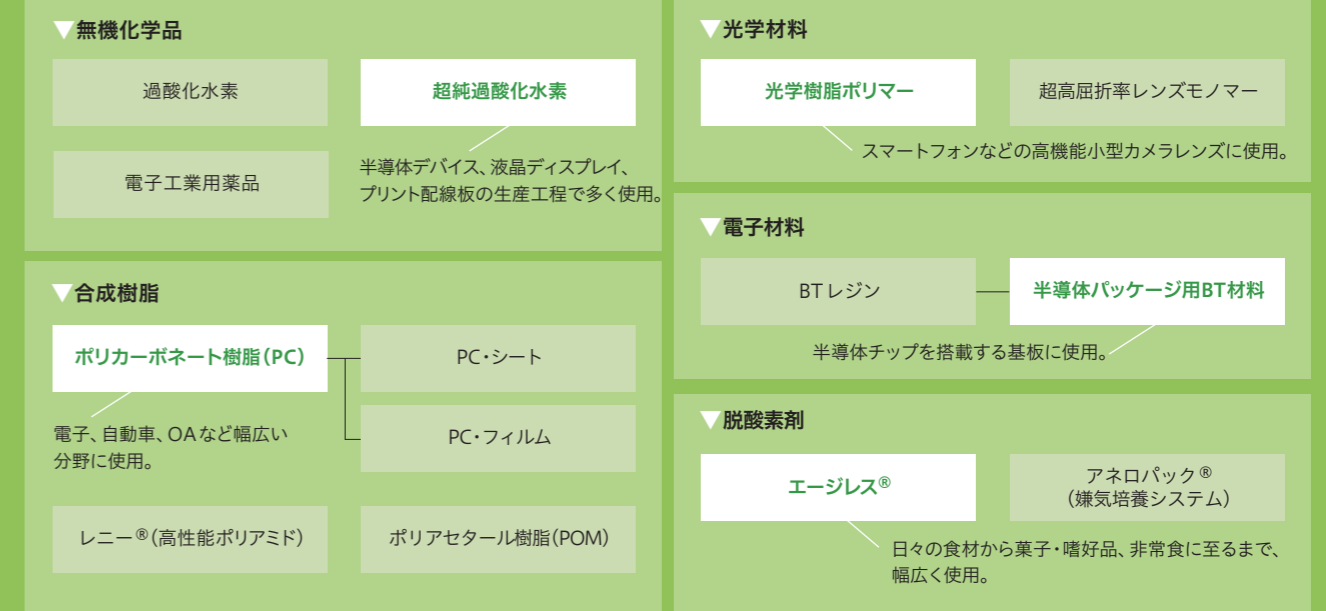 ▼無機化学品
過酸化水素
超純過酸化水素
電子工業用薬品
半導体デバイス、液晶ディスプレイ、
プリント配線板の生産工程で多く使用。
▼合成樹脂
ポリカーボネート樹脂(PC)
PC・シート
PC・フィルム
電子、自動車、OAなど幅広い
分野に使用。
レニー®(高性能ポリアミド)
ポリアセタール樹脂(POM)
▼光学材料
光学樹脂ポリマー
超高屈折率レンズモノマー
スマートフォンなどの高機能小型カメラレンズに使用。
▼電子材料
BTレジン
半導体パッケージ用BT材料
半導体チップを搭載する基板に使用。
▼脱酸素剤
エージレス®
アネロパック®
(嫌気培養システム)
日々の食材から菓子・嗜好品、非常食に至るまで、
幅広く使用。